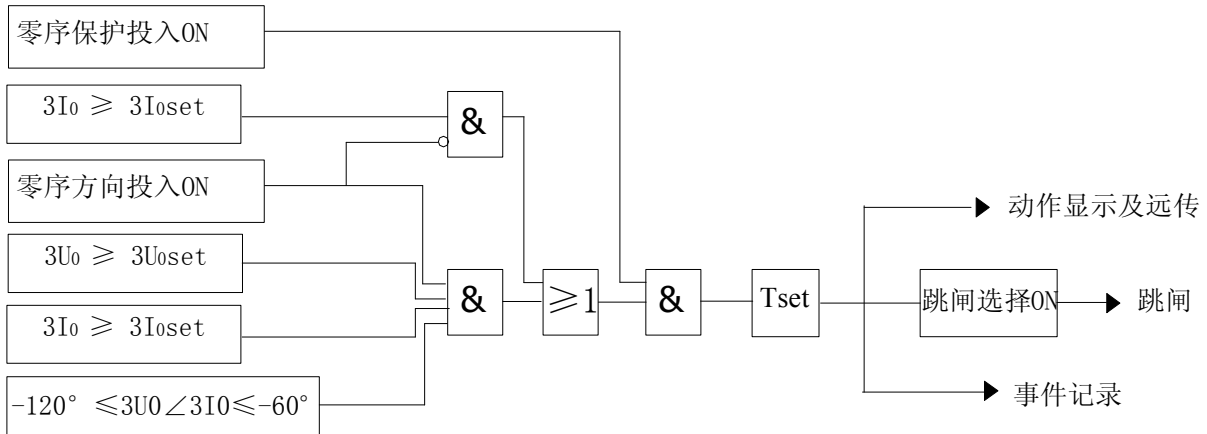 零序保护投入ON
3I₀ ≥ 3I₀set
&
零序方向投入ON
动作显示及远传
3U₀ ≥ 3U₀set
&
≥1
&
Tset
跳闸选择ON
跳闸
3I₀ ≥ 3I₀set
-120° ≤3U0∠3I0≤-60°
事件记录